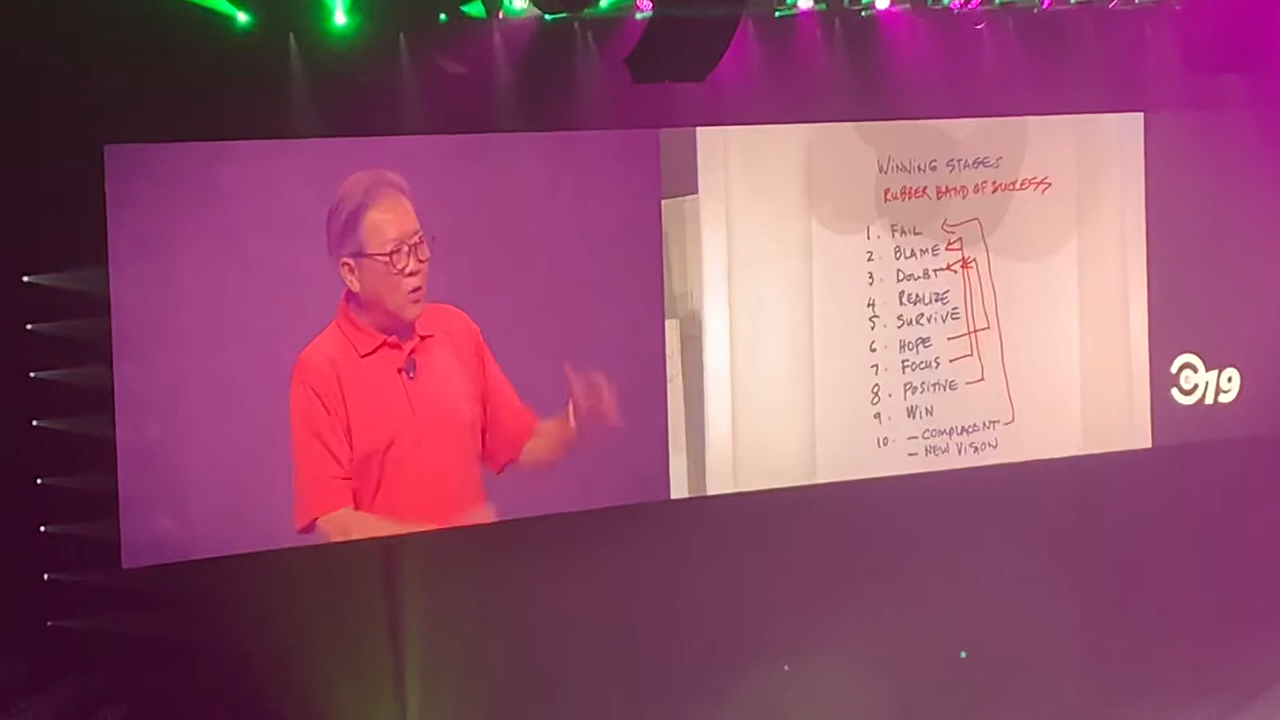 WINNING STAGES
RUBBER BAND OF SUCCESS
1. FAIL
2. BLAME
3. DOUBT
4 REALIZE
5. SURVIVE
6. HOPE
7. FOCUS
8. POSITIVE
9. WIN
10. – COMPLACENT
– NEW VISION
19